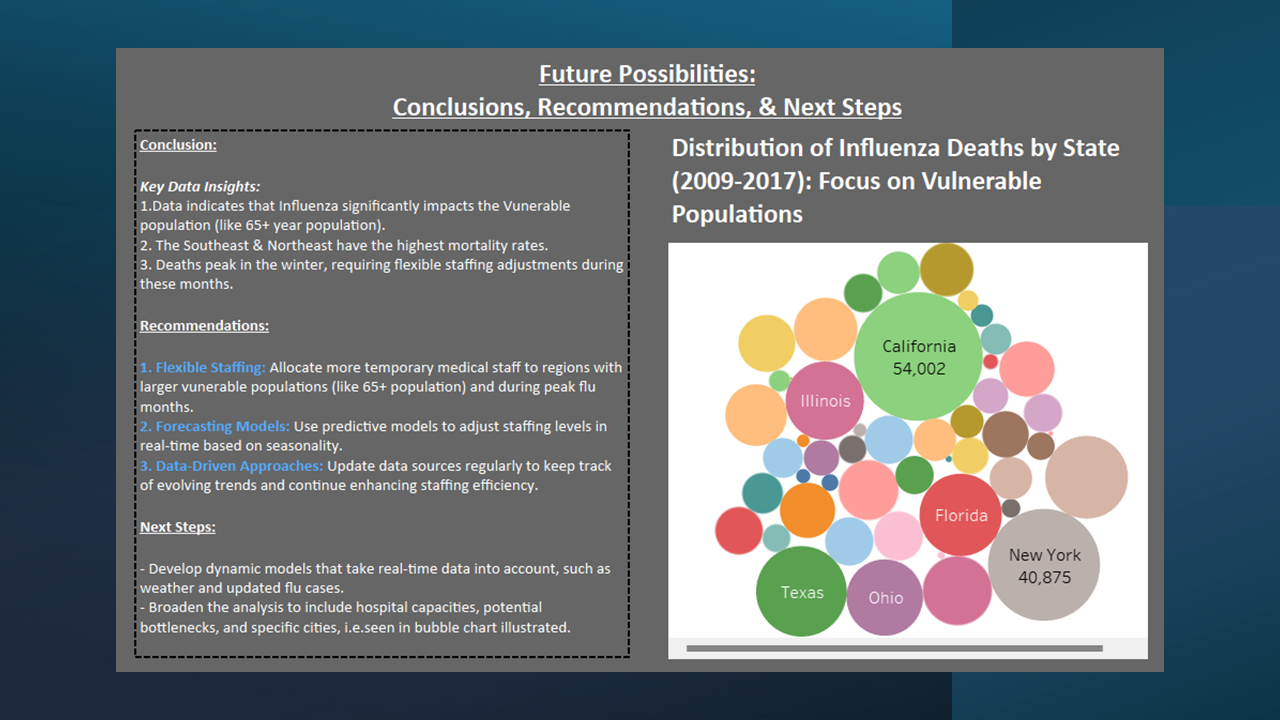 Future Possibilities:
Conclusions, Recommendations, & Next Steps
Conclusion:
Key Data Insights:
1.Data indicates that Influenza significantly impacts the Vunerable
population (like 65+ year population).
2. The Southeast & Northeast have the highest mortality rates.
3. Deaths peak in the winter, requiring flexible staffing adjustments during
these months.
Recommendations:
1. Flexible Staffing: Allocate more temporary medical staff to regions with
larger vunerable populations (like 65+ population) and during peak flu
months.
2. Forecasting Models: Use predictive models to adjust staffing levels in
real-time based on seasonality.
3. Data-Driven Approaches: Update data sources regularly to keep track
of evolving trends and continue enhancing staffing efficiency.
Next Steps:
- Develop dynamic models that take real-time data into account, such as
weather and updated flu cases.
- Broaden the analysis to include hospital capacities, potential
bottlenecks, and specific cities, i.e.seen in bubble chart illustrated.
Distribution of Influenza Deaths by State
(2009-2017): Focus on Vulnerable
Populations
California
54,002
Illinois
Florida
New York
40,875
Texas
Ohio